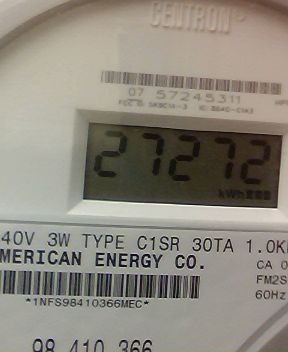 CENTRON
07 57245311
27272
kWh
40V 3W TYPE C1SR 30TA 1.0K
MERICAN ENERGY CO.
CA 0
FM2S
60Hz
*1NFS98410366MEC*
98 410 366